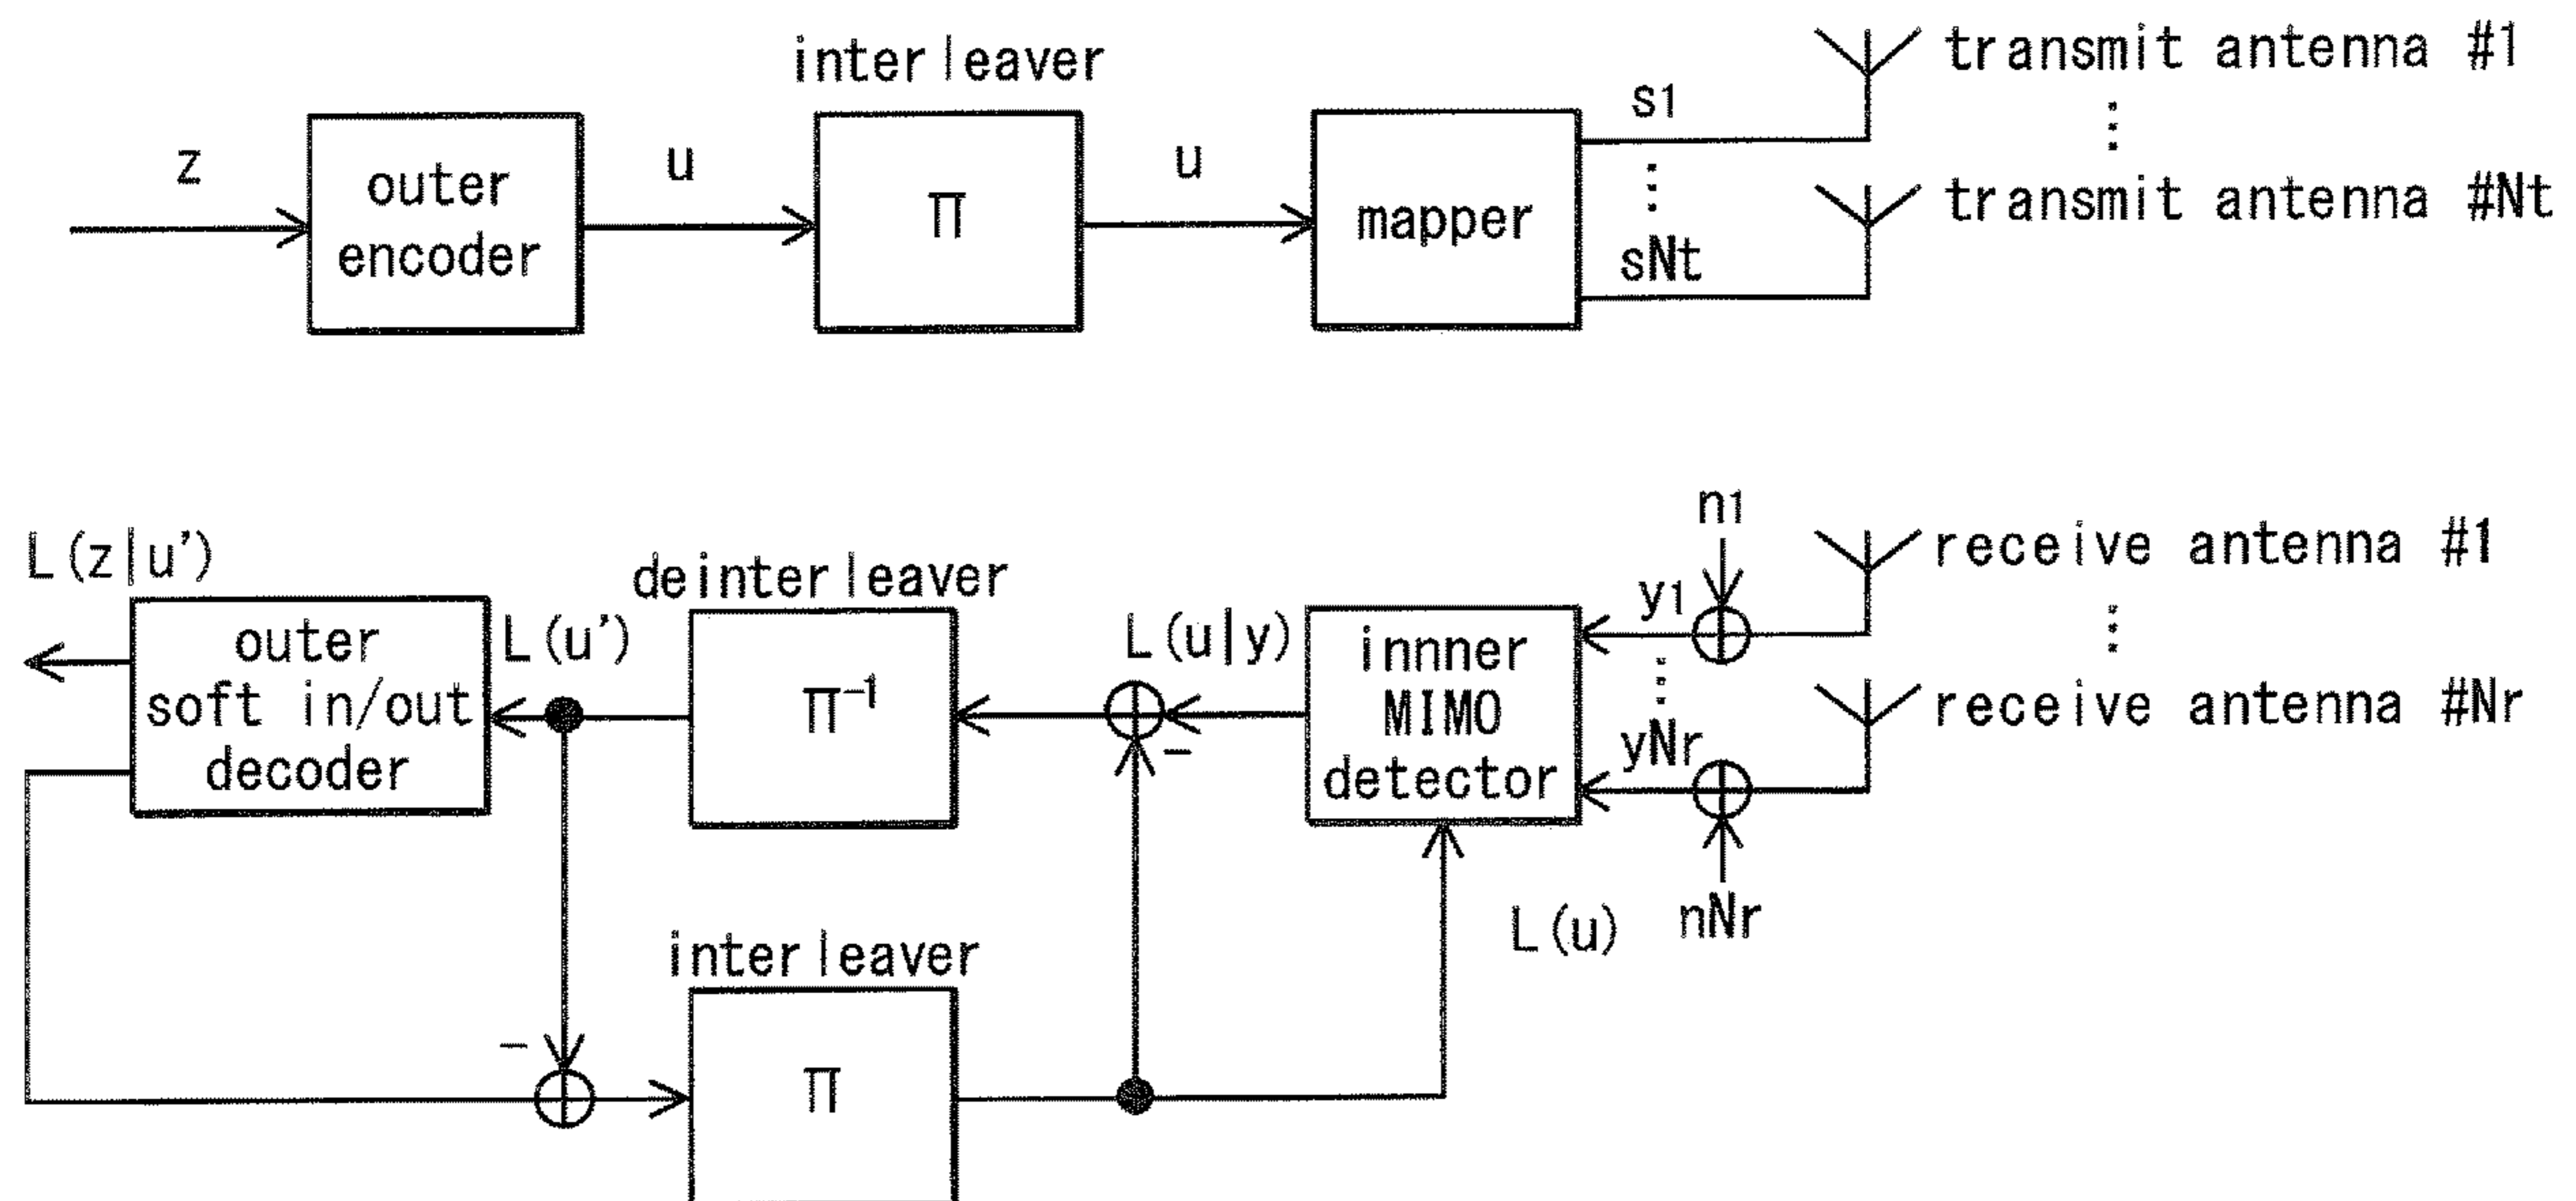 interleaver
transmit antenna #1
s1
⋮
⋮
z
outer
encoder
u
Π
u
mapper
transmit antenna #Nt
sNt
L(z|u')
deinterleaver
n1
receive antenna #1
outer
soft in/out
decoder
L(u')
Π-1
L(u|y)
-
innner
MIMO
detector
y1
⋮
⋮
yNr
receive antenna #Nr
nNr
L(u)
interleaver
-
Π